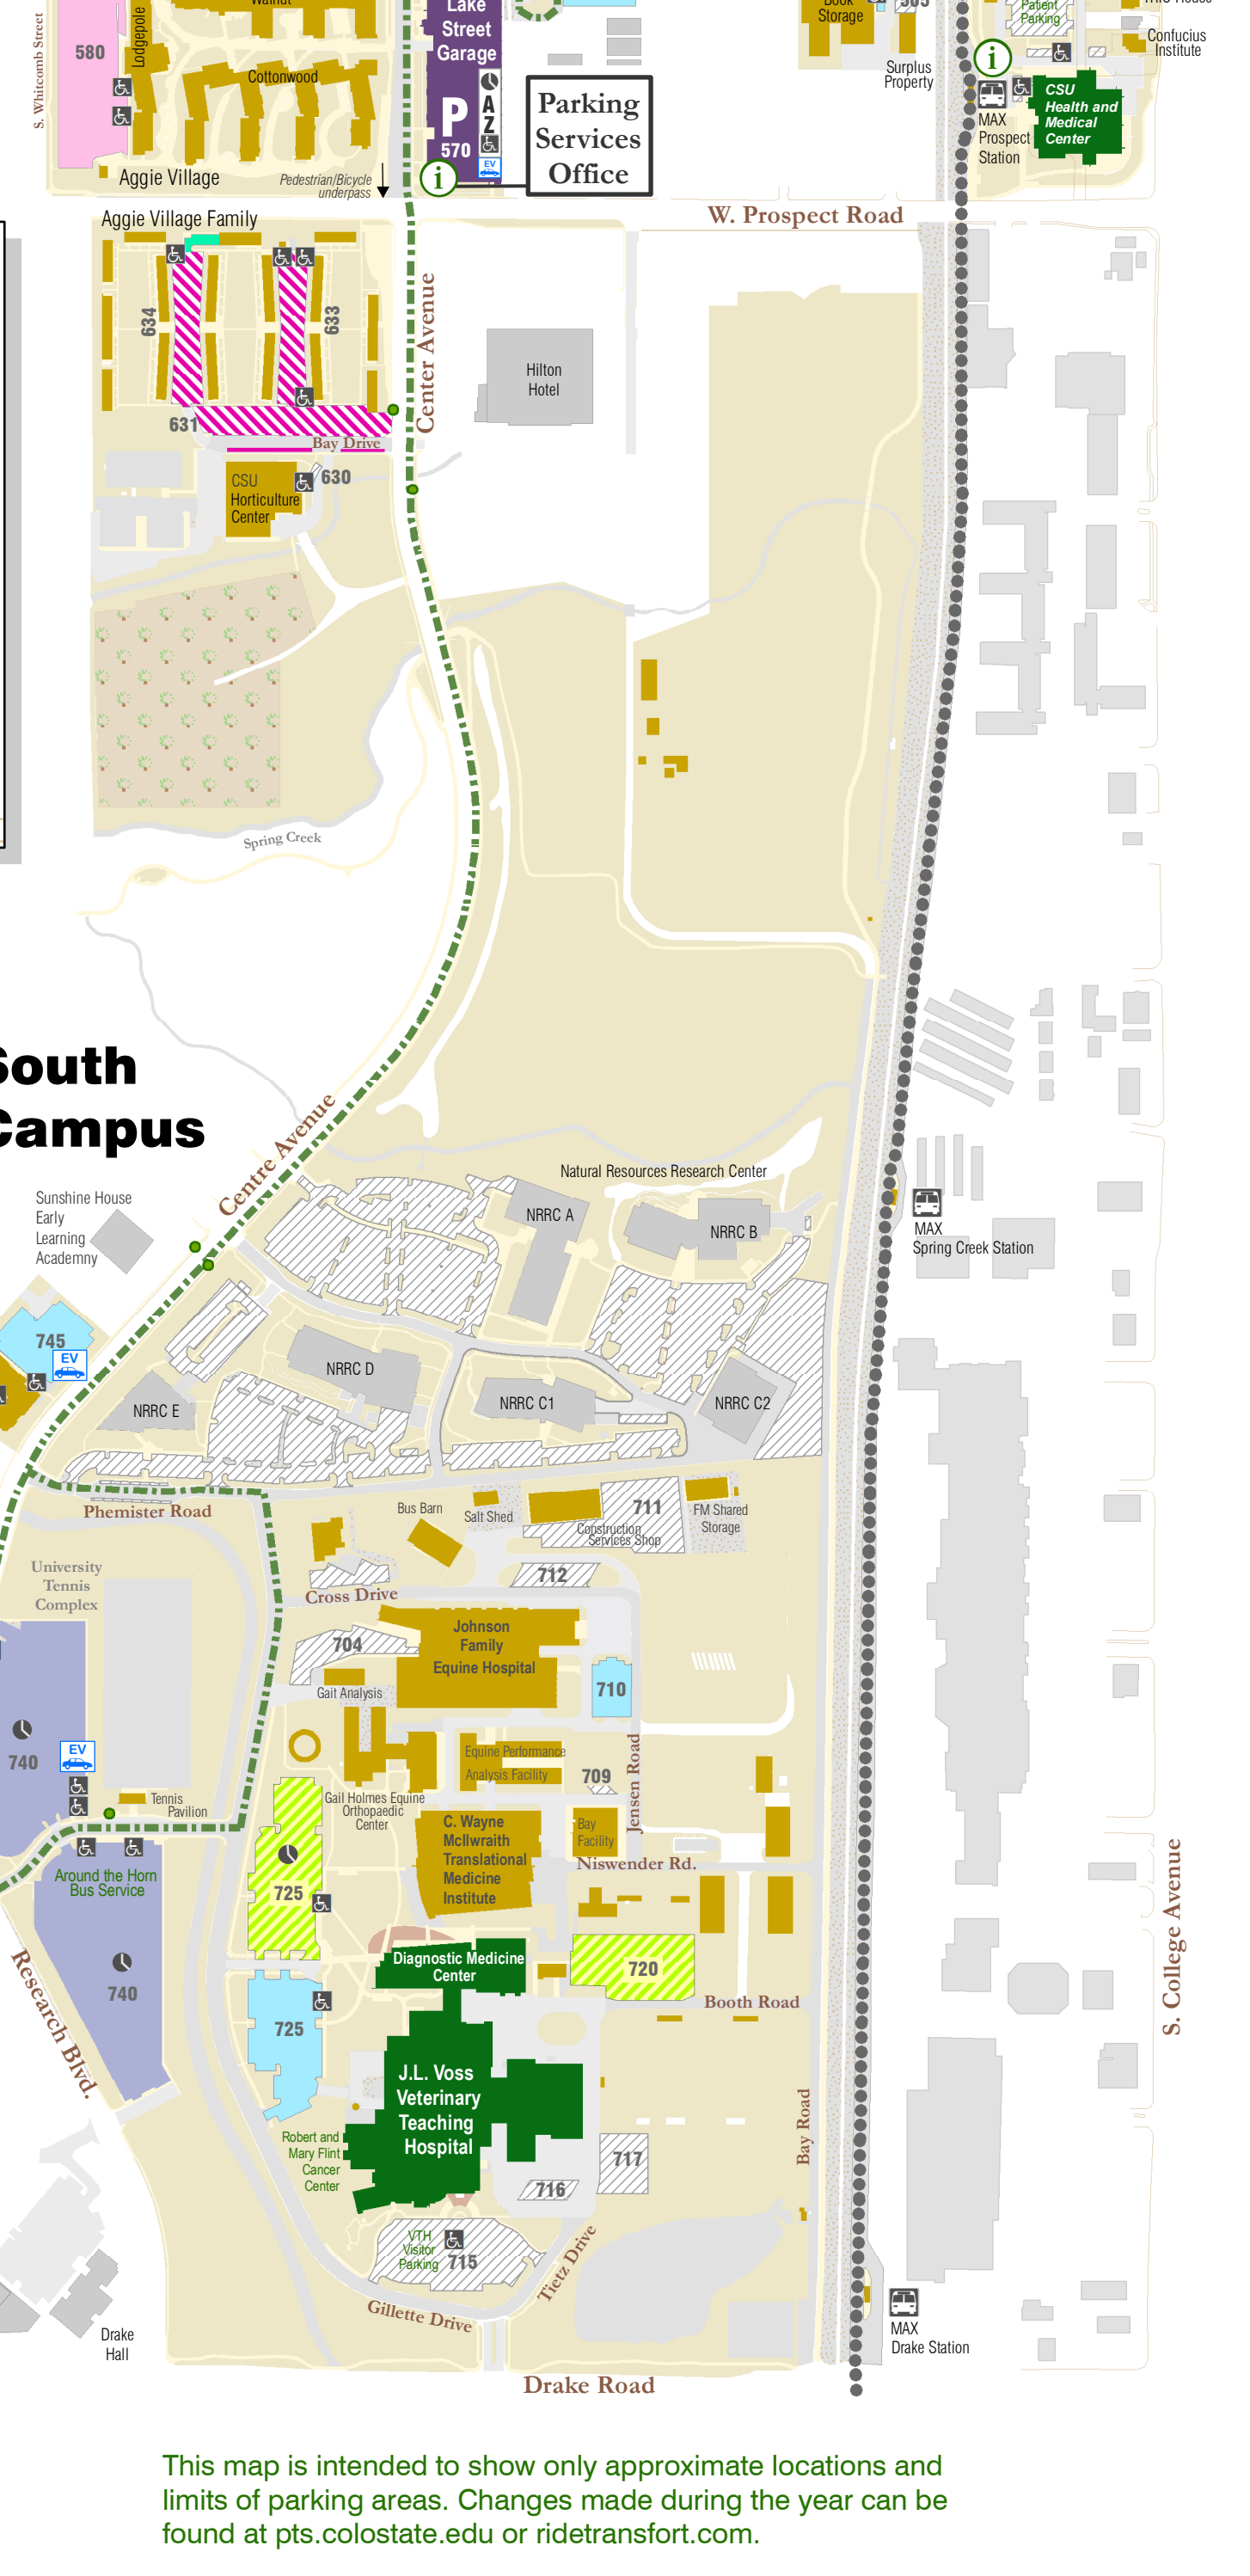 Walnut
Lake
Street
Garage
Book
Storage
505
Patient
Parking
Confucius
Institute
S. Whitcomb Street
580
Lodgepole
Cottonwood
P
A
Z
570
EV
i
Parking
Services
Office
Surplus
Property
i
MAX
Prospect
Station
CSU
Health and
Medical
Center
Aggie Village
Pedestrian/Bicycle
underpass
Aggie Village Family
W. Prospect Road
634
633
Center Avenue
Hilton
Hotel
631
Bay Drive
CSU
Horticulture
Center
630
Spring Creek
South
Campus
Centre Avenue
Natural Resources Research Center
Sunshine House
Early
Learning
Academny
NRRC A
NRRC B
MAX
Spring Creek Station
745
EV
NRRC D
NRRC E
NRRC C1
NRRC C2
Phemister Road
Bus Barn
Salt Shed
711
Construction
Services Shop
FM Shared
Storage
University
Tennis
Complex
712
Cross Drive
704
Johnson
Family
Equine Hospital
Gait Analysis
710
740
EV
Equine Performance
Analysis Facility
709
Jensen Road
Tennis
Pavilion
Gail Holmes Equine
Orthopaedic
Center
C. Wayne
McIlwraith
Translational
Medicine
Institute
Bay
Facility
Niswender Rd.
Around the Horn
Bus Service
725
S. College Avenue
Research Blvd.
740
Diagnostic Medicine
Center
720
Booth Road
725
J.L. Voss
Veterinary
Teaching
Hospital
Bay Road
Robert and
Mary Flint
Cancer
Center
717
716
VTH
Visitor
Parking
715
Tietz Drive
Gillette Drive
Drake
Hall
MAX
Drake Station
Drake Road
This map is intended to show only approximate locations and
limits of parking areas. Changes made during the year can be
found at pts.colostate.edu or ridetransfort.com.